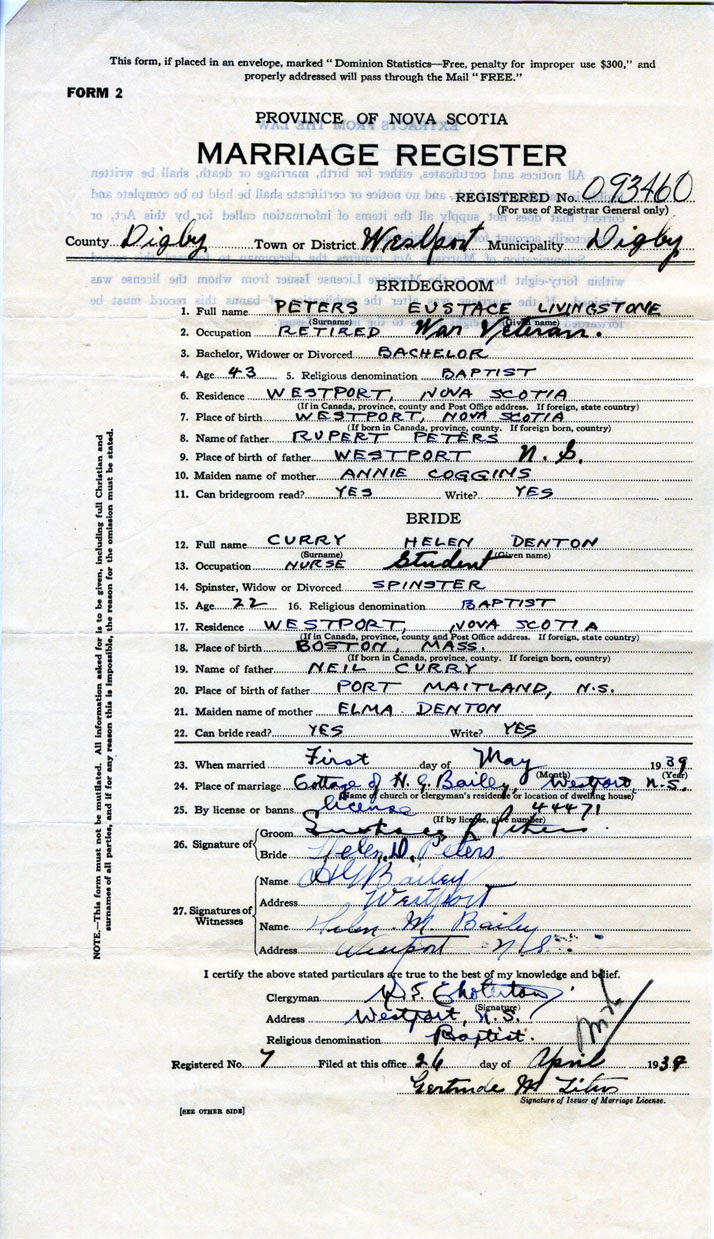 This form, if placed in an envelope, marked "Dominion Statistics—Free, penalty for improper use $300," and
properly addressed will pass through the Mail "FREE."
FORM 2
PROVINCE OF NOVA SCOTIA
MARRIAGE REGISTER
REGISTERED No. 093460
(For use of Registrar General only)
County Digby Town or District Westport Municipality Digby
BRIDEGROOM
1. Full name PETERS EUSTACE LIVINGSTONE
(Surname) (Given name)
2. Occupation RETIRED War Veteran.
3. Bachelor, Widower or Divorced BACHELOR
4. Age 43 5. Religious denomination BAPTIST
6. Residence WESTPORT, NOVA SCOTIA
(If in Canada, province, county and Post Office address. If foreign, state country)
7. Place of birth WESTPORT, NOVA SCOTIA
(If born in Canada, province, county. If foreign born, country)
8. Name of father RUPERT PETERS
9. Place of birth of father WESTPORT N. S.
10. Maiden name of mother ANNIE COGGINS
11. Can bridegroom read? YES Write? YES
BRIDE
12. Full name CURRY HELEN DENTON
(Surname) (Given name)
13. Occupation NURSE Student
14. Spinster, Widow or Divorced SPINSTER
15. Age 22 16. Religious denomination BAPTIST
17. Residence WESTPORT, NOVA SCOTIA
(If in Canada, province, county and Post Office address. If foreign, state country)
18. Place of birth BOSTON, MASS.
(If born in Canada, province, county. If foreign born, country)
19. Name of father NEIL CURRY
20. Place of birth of father PORT MAITLAND, N.S.
21. Maiden name of mother ELMA DENTON
22. Can bride read? YES Write? YES
23. When married First day of May 1939
(Month) (Year)
24. Place of marriage Cottage of H. G. Bailey, Westport N.S.
(Name of church or clergyman's residence or location of dwelling house)
25. By license or banns license 44471
(If by license, give number)
26. Signature of Groom L Peters
Bride Helen D. Peters
27. Signatures of Witnesses
Name H G Bailey
Address Westport
Name Helen M Bailey
Address Westport N.S.
I certify the above stated particulars are true to the best of my knowledge and belief.
Clergyman
(Signature)
Address Westport, N.S.
Religious denomination Baptist.
Registered No. 7 Filed at this office 26 day of April 1939
Gertrude M Titus
Signature of Issuer of Marriage License.
[SEE OTHER SIDE]
NOTE.—This form must not be mutilated. All information asked for is to be given, including full Christian and
surnames of all parties, and if for any reason this is impossible, the reason for the omission must be stated.